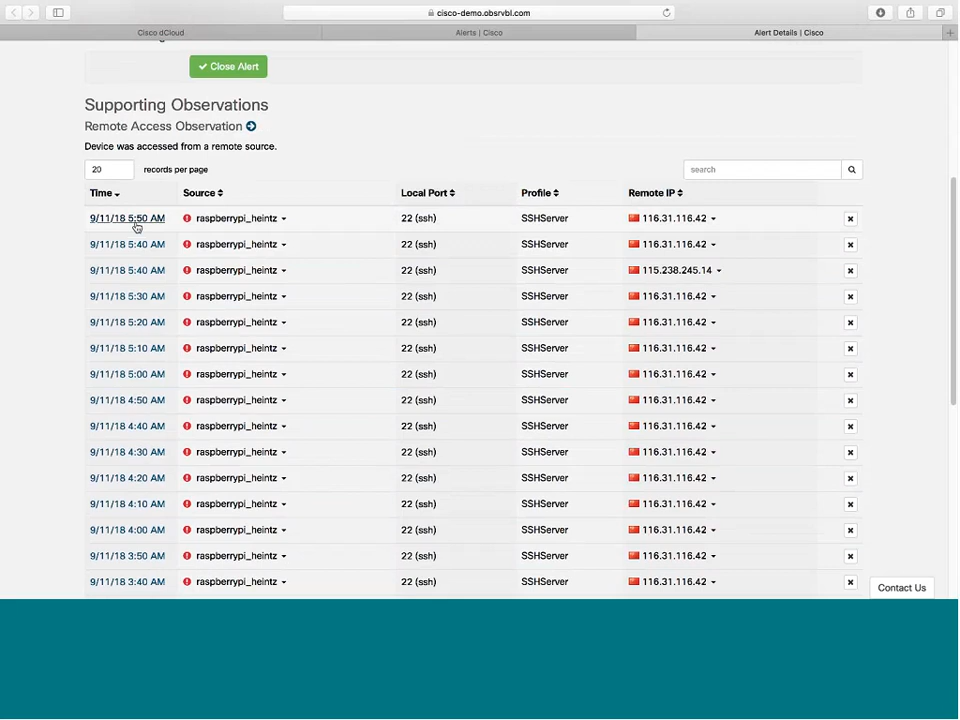 cisco-demo.obsrvbl.com
Cisco dCloud Alerts | Cisco Alert Details | Cisco
Close Alert
Supporting Observations
Remote Access Observation
Device was accessed from a remote source.
20 records per page search
Time Source Local Port Profile Remote IP
9/11/18 5:50 AM raspberrypi_heintz 22 (ssh) SSHServer 116.31.116.42
9/11/18 5:40 AM raspberrypi_heintz 22 (ssh) SSHServer 116.31.116.42
9/11/18 5:40 AM raspberrypi_heintz 22 (ssh) SSHServer 115.238.245.14
9/11/18 5:30 AM raspberrypi_heintz 22 (ssh) SSHServer 116.31.116.42
9/11/18 5:20 AM raspberrypi_heintz 22 (ssh) SSHServer 116.31.116.42
9/11/18 5:10 AM raspberrypi_heintz 22 (ssh) SSHServer 116.31.116.42
9/11/18 5:00 AM raspberrypi_heintz 22 (ssh) SSHServer 116.31.116.42
9/11/18 4:50 AM raspberrypi_heintz 22 (ssh) SSHServer 116.31.116.42
9/11/18 4:40 AM raspberrypi_heintz 22 (ssh) SSHServer 116.31.116.42
9/11/18 4:30 AM raspberrypi_heintz 22 (ssh) SSHServer 116.31.116.42
9/11/18 4:20 AM raspberrypi_heintz 22 (ssh) SSHServer 116.31.116.42
9/11/18 4:10 AM raspberrypi_heintz 22 (ssh) SSHServer 116.31.116.42
9/11/18 4:00 AM raspberrypi_heintz 22 (ssh) SSHServer 116.31.116.42
9/11/18 3:50 AM raspberrypi_heintz 22 (ssh) SSHServer 116.31.116.42
9/11/18 3:40 AM raspberrypi_heintz 22 (ssh) SSHServer 116.31.116.42
Contact Us